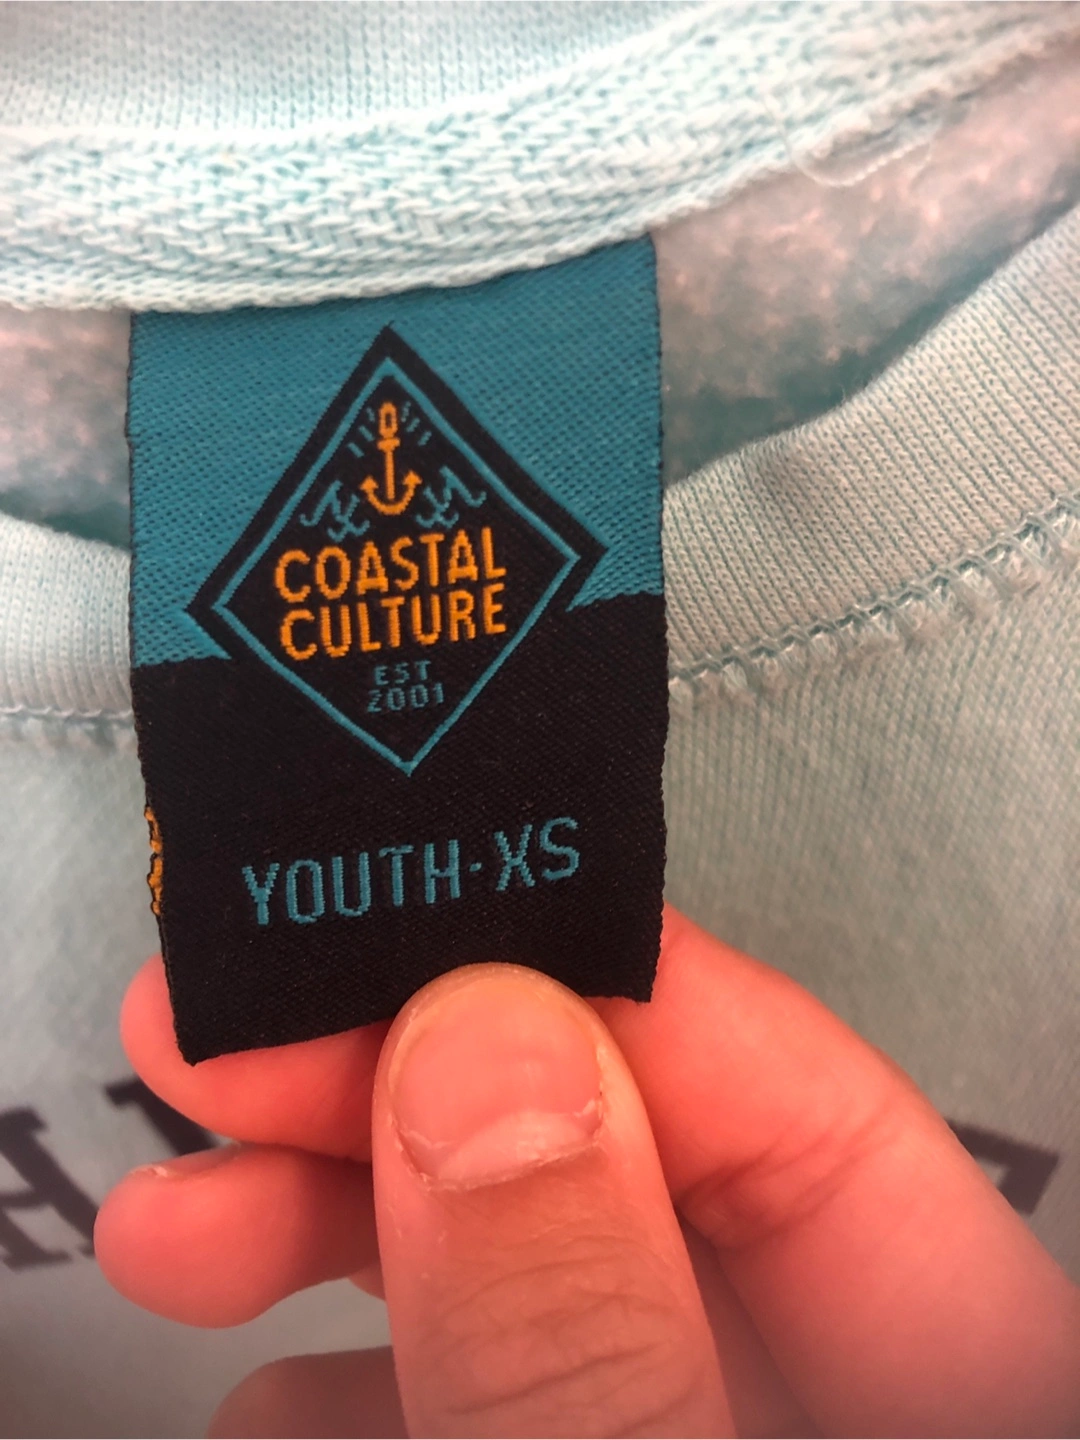 COASTAL
CULTURE
EST
2001
YOUTH-XS
H